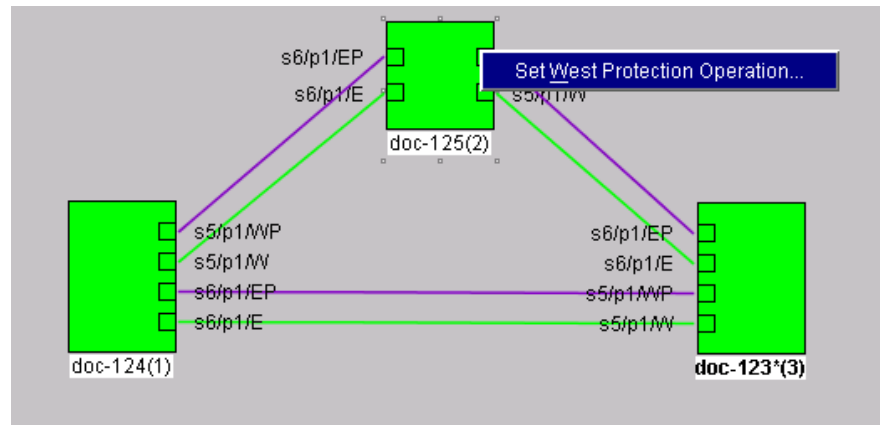 s6/p1/EP
Set West Protection Operation...
s6/p1/E
s5/p1/W
doc-125(2)
s5/p1/WP
s6/p1/EP
s5/p1/W
s6/p1/E
s6/p1/EP
s5/p1/WP
s6/p1/E
s5/p1/W
doc-124(1)
doc-123*(3)